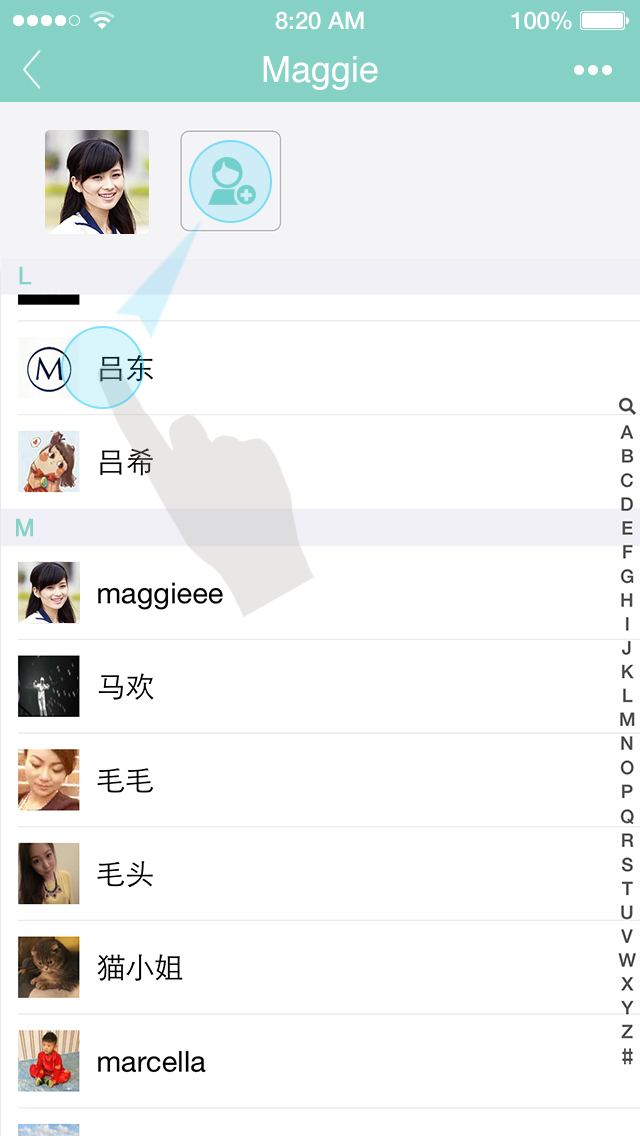 8:20 AM
100%
Maggie
L
M
吕东
吕希
M
maggieee
马欢
毛毛
毛头
猫小姐
marcella
A
B
C
D
E
F
G
H
I
J
K
L
M
N
O
P
Q
R
S
T
U
V
W
X
Y
Z
#